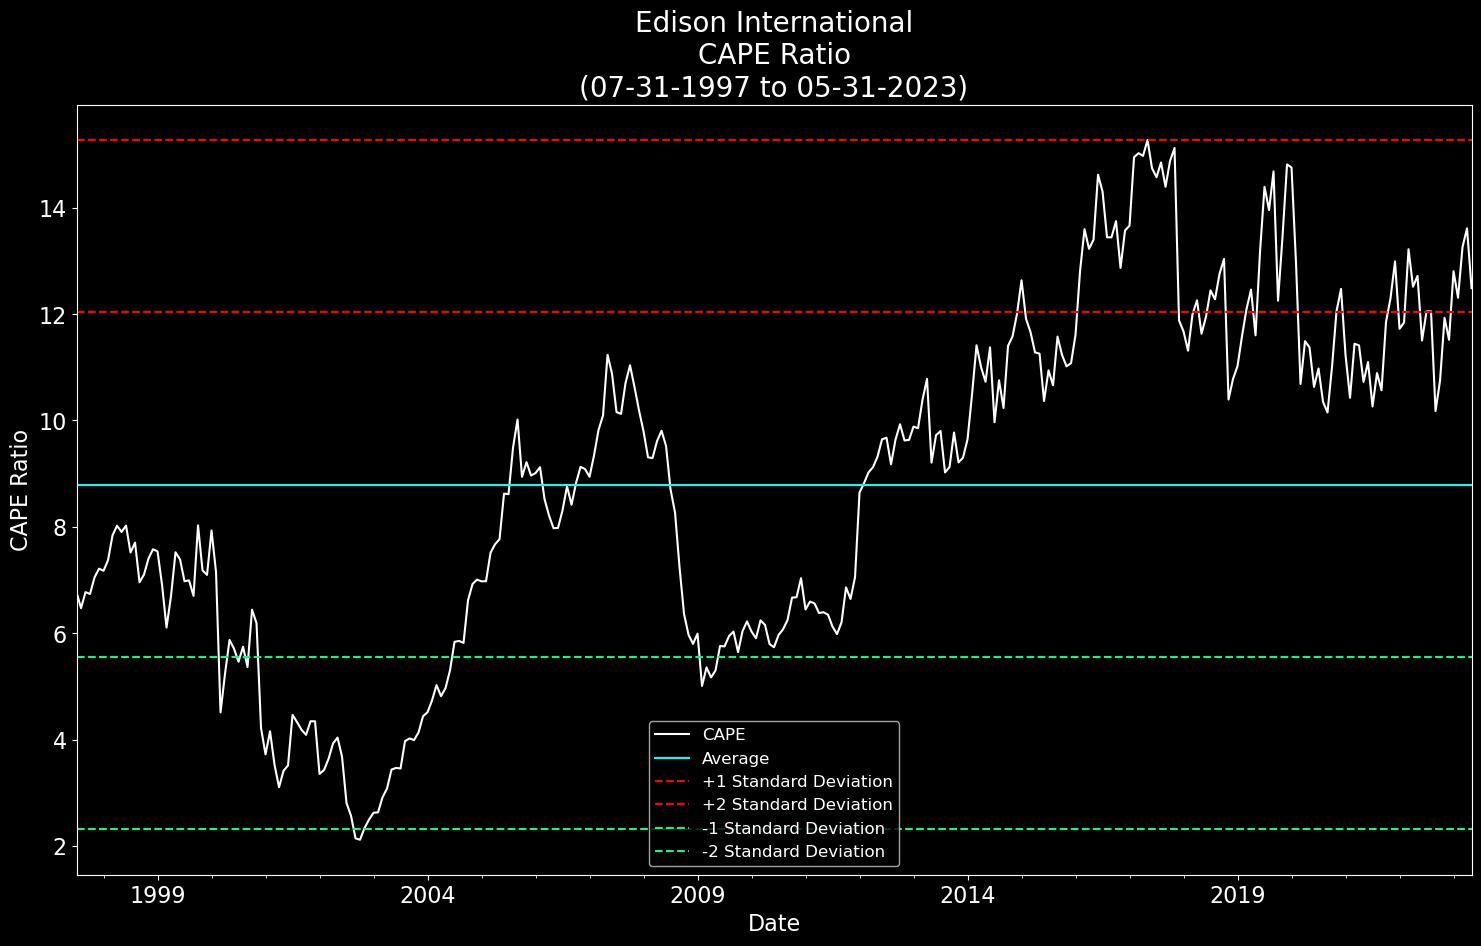 Edison International
CAPE Ratio
(07-31-1997 to 05-31-2023)
CAPE Ratio
14
12
10
8
6
4
2
CAPE
Average
+1 Standard Deviation
+2 Standard Deviation
-1 Standard Deviation
-2 Standard Deviation
1999 2004 2009 2014 2019
Date